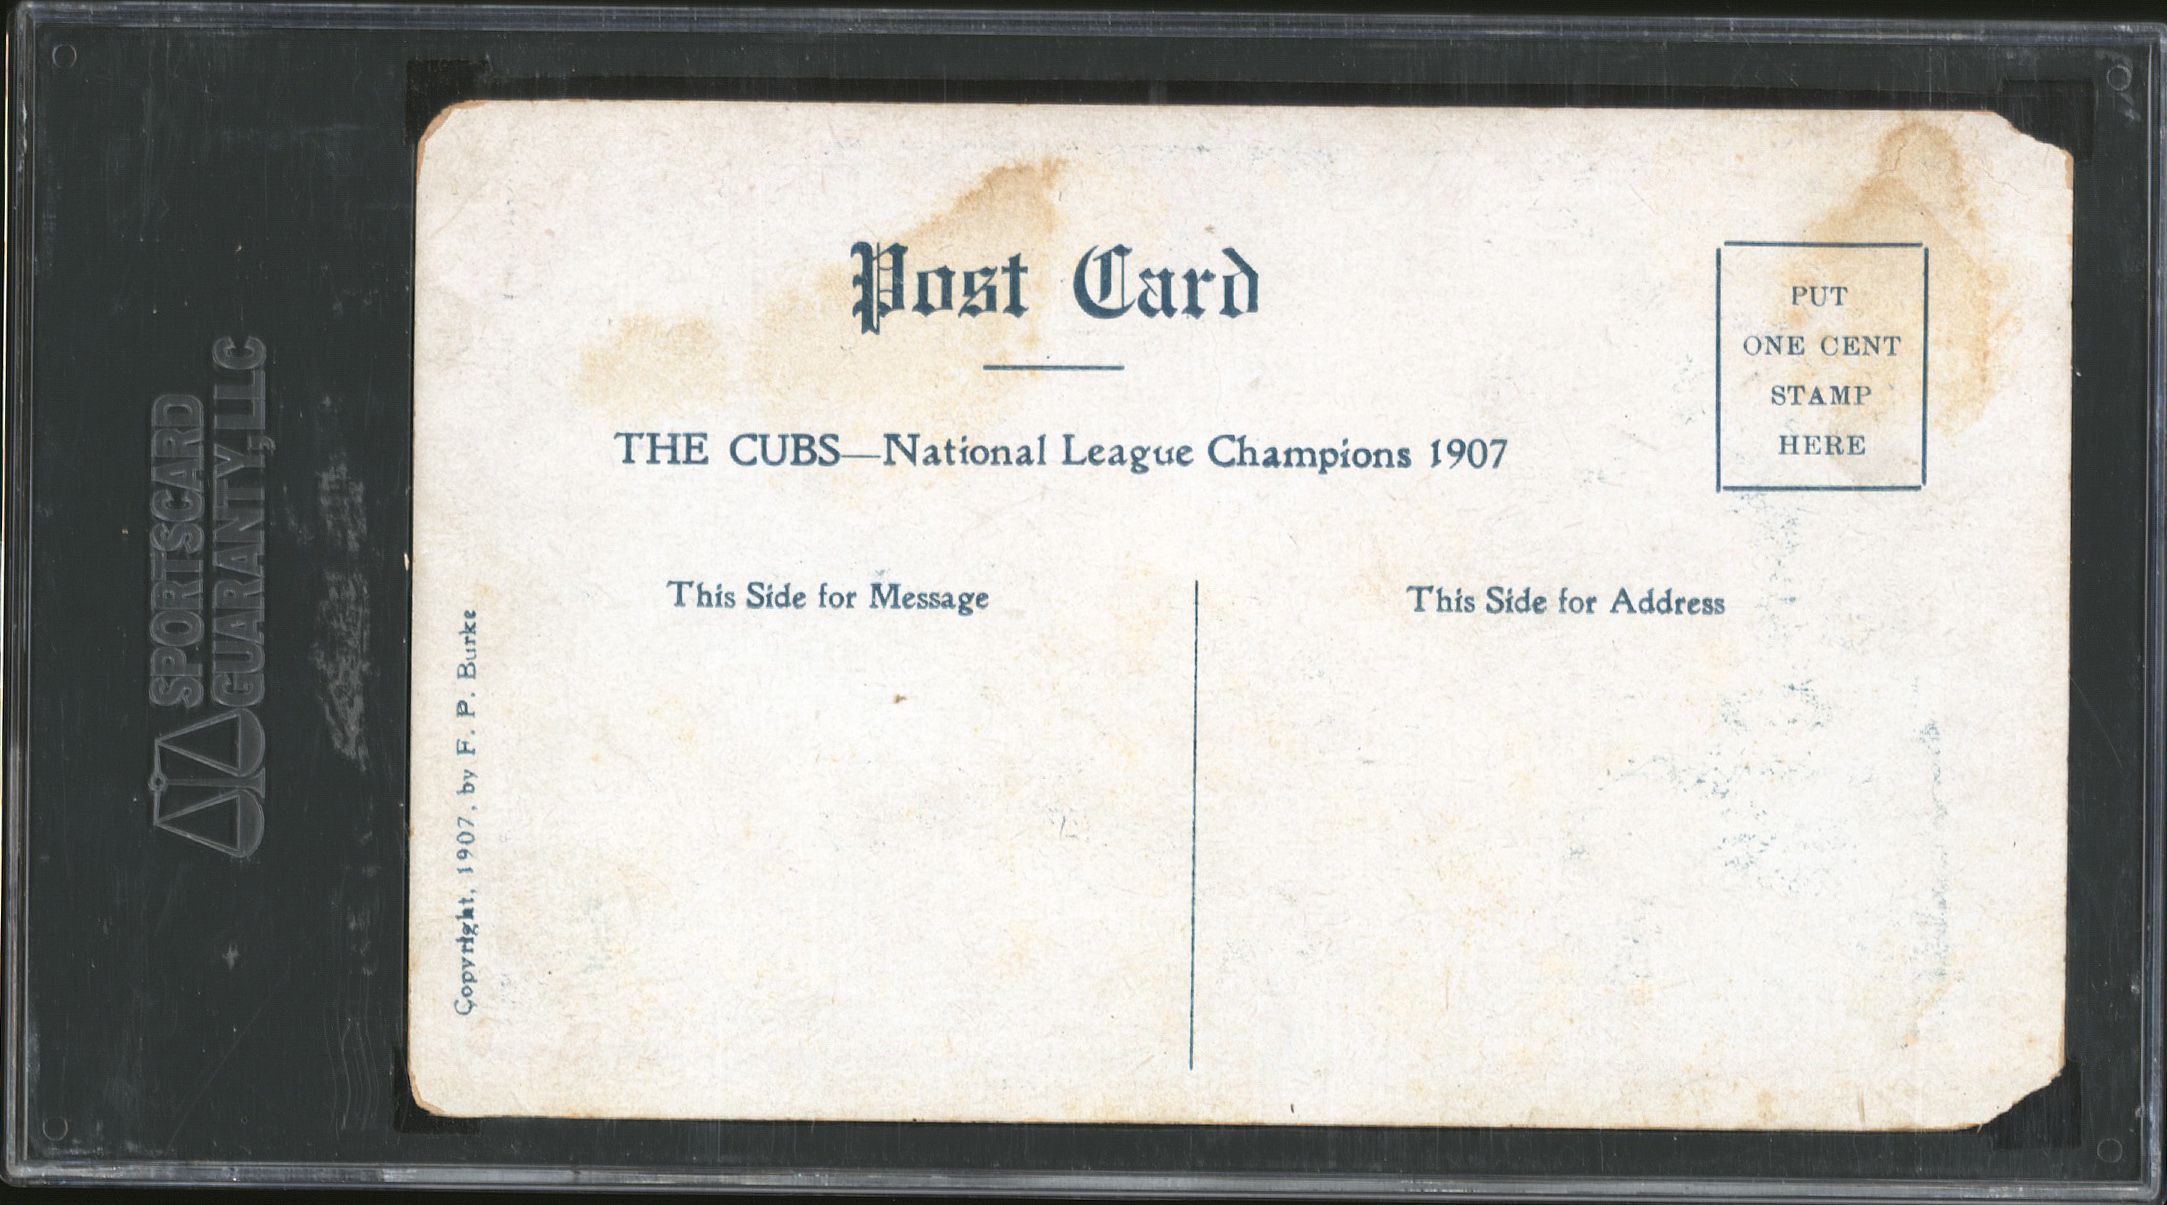 Post Card
PUT
ONE CENT
STAMP
HERE
THE CUBS—National League Champions 1907
This Side for Message
This Side for Address
Copyright, 1907, by F. P. Burke
SPORTSCARD
GUARANTY, LLC